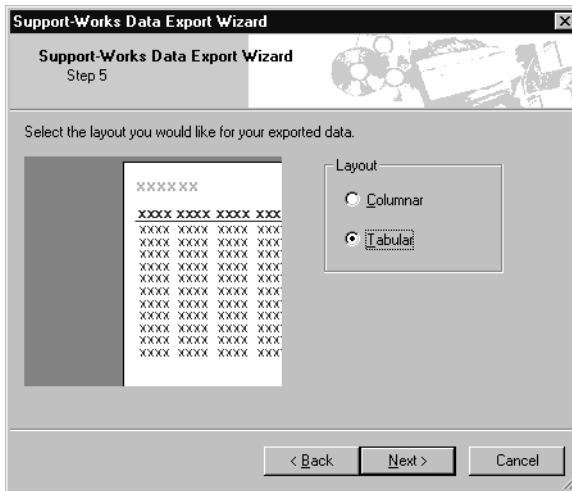 Support-Works Data Export Wizard
Support-Works Data Export Wizard
Step 5
Select the layout you would like for your exported data.
xxxxxx
xxxx xxxx xxxx xxx
xxxx xxxx xxxx xxx
xxxx xxxx xxxx xxx
xxxx xxxx xxxx xxx
xxxx xxxx xxxx xxx
xxxx xxxx xxxx xxx
xxxx xxxx xxxx xxx
xxxx xxxx xxxx xxx
xxxx xxxx xxxx xxx
xxxx xxxx xxxx xxx
xxxx xxxx xxxx xxx
xxxx xxxx xxxx xxx
Layout
Columnar
Tabular
< Back
Next >
Cancel